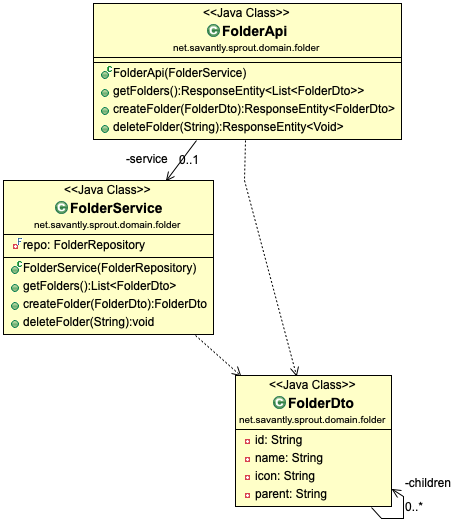 <<Java Class>>
FolderApi
net.savantly.sprout.domain.folder
FolderApi(FolderService)
getFolders():ResponseEntity<List<FolderDto>>
createFolder(FolderDto):ResponseEntity<FolderDto>
deleteFolder(String):ResponseEntity<Void>
-service 0..1
<<Java Class>>
FolderService
net.savantly.sprout.domain.folder
repo: FolderRepository
FolderService(FolderRepository)
getFolders():List<FolderDto>
createFolder(FolderDto):FolderDto
deleteFolder(String):void
<<Java Class>>
FolderDto
net.savantly.sprout.domain.folder
id: String
name: String
icon: String
parent: String
-children
0..*